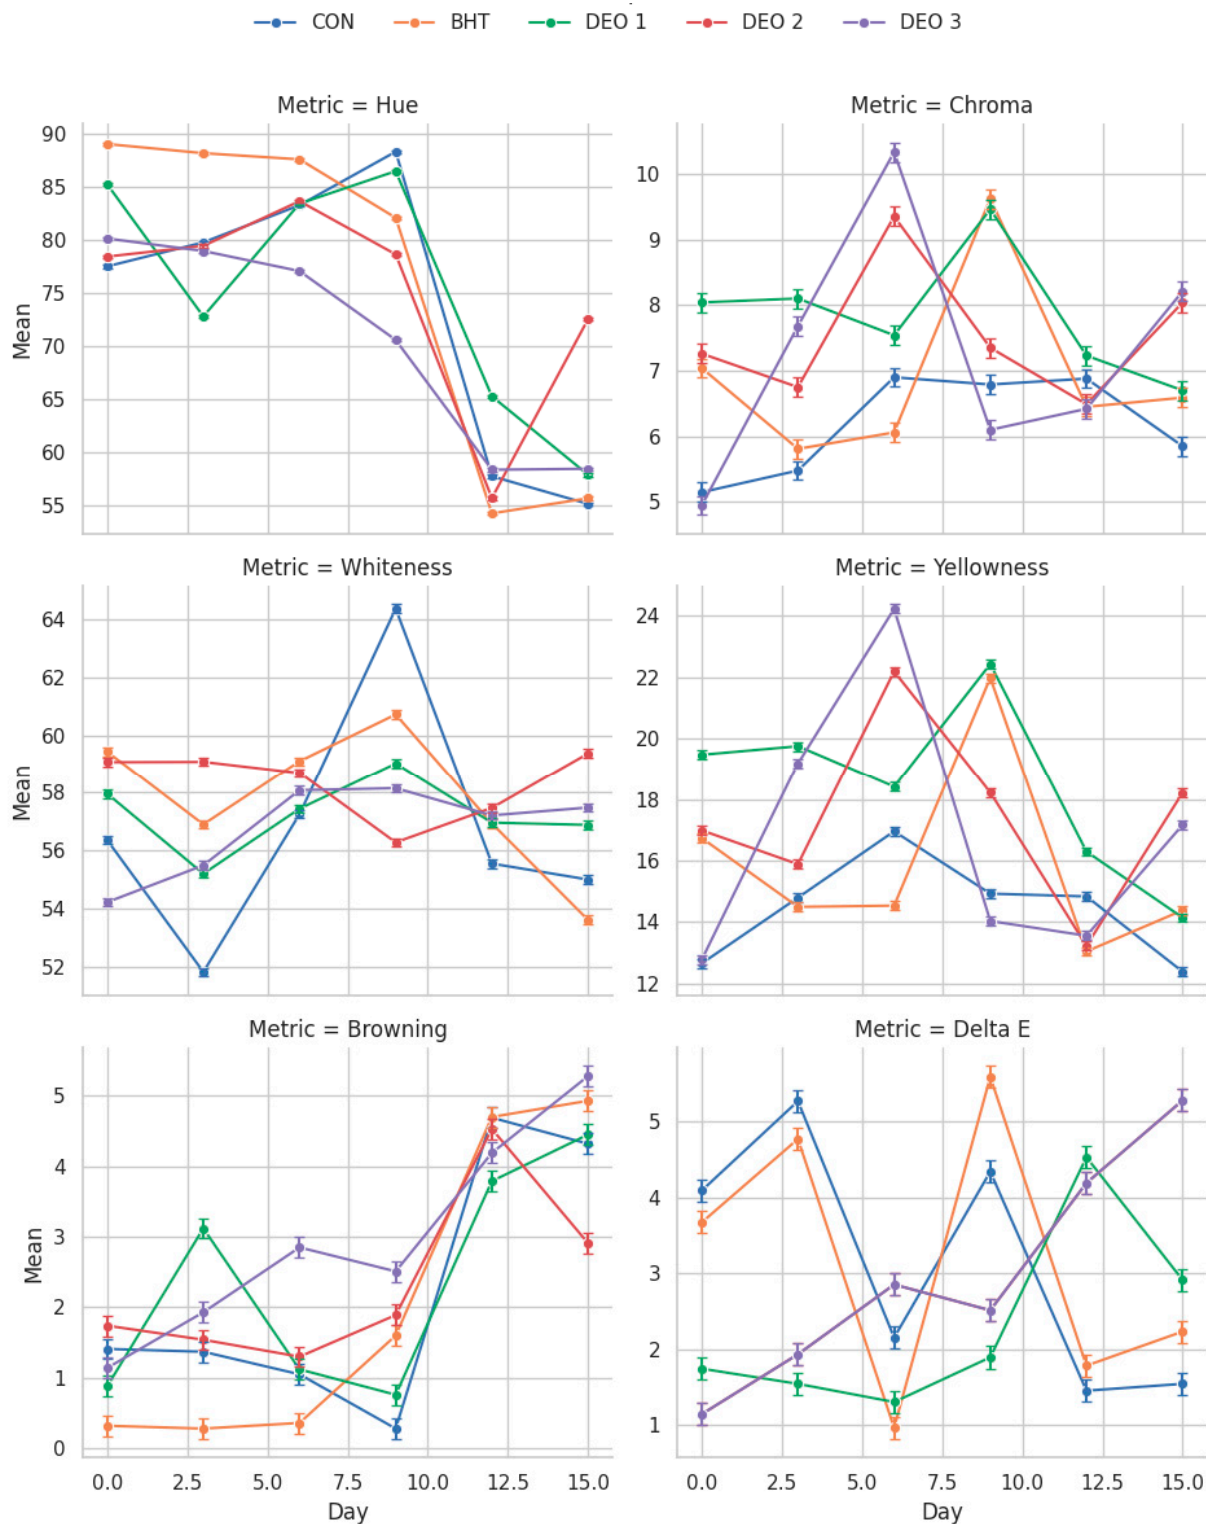 CON BHT DEO 1 DEO 2 DEO 3
Metric = Hue
Metric = Chroma
90
85
80
75
70
65
60
55
Mean
10
9
8
7
6
5
Metric = Whiteness
Metric = Yellowness
64
62
60
58
56
54
52
Mean
24
22
20
18
16
14
12
Metric = Browning
Metric = Delta E
5
4
3
2
1
0
Mean
5
4
3
2
1
0.0 2.5 5.0 7.5 10.0 12.5 15.0
Day
0.0 2.5 5.0 7.5 10.0 12.5 15.0
Day